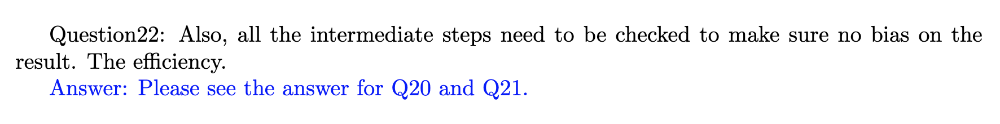 Question22: Also, all the intermediate steps need to be checked to make sure no bias on the
result. The efficiency.
Answer: Please see the answer for Q20 and Q21.